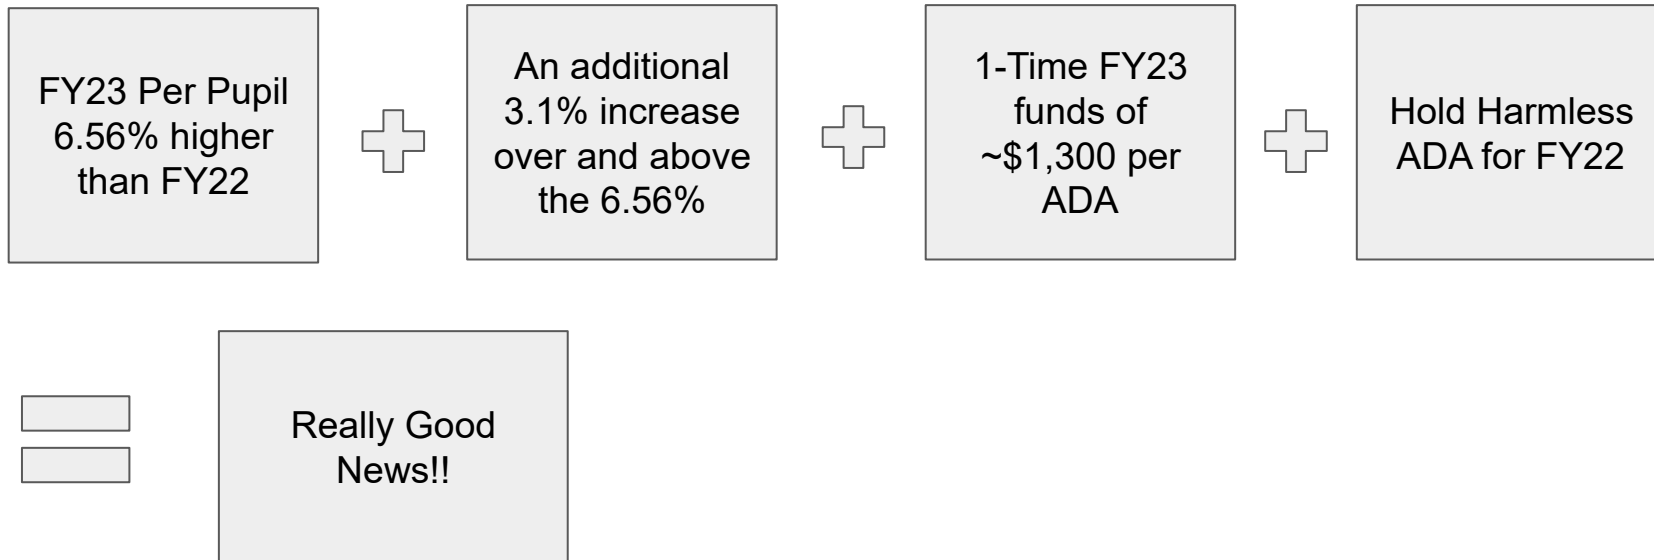 FY23 Per Pupil
6.56% higher
than FY22
An additional
3.1% increase
over and above
the 6.56%
1-Time FY23
funds of
~$1,300 per
ADA
Hold Harmless
ADA for FY22
Really Good
News!!